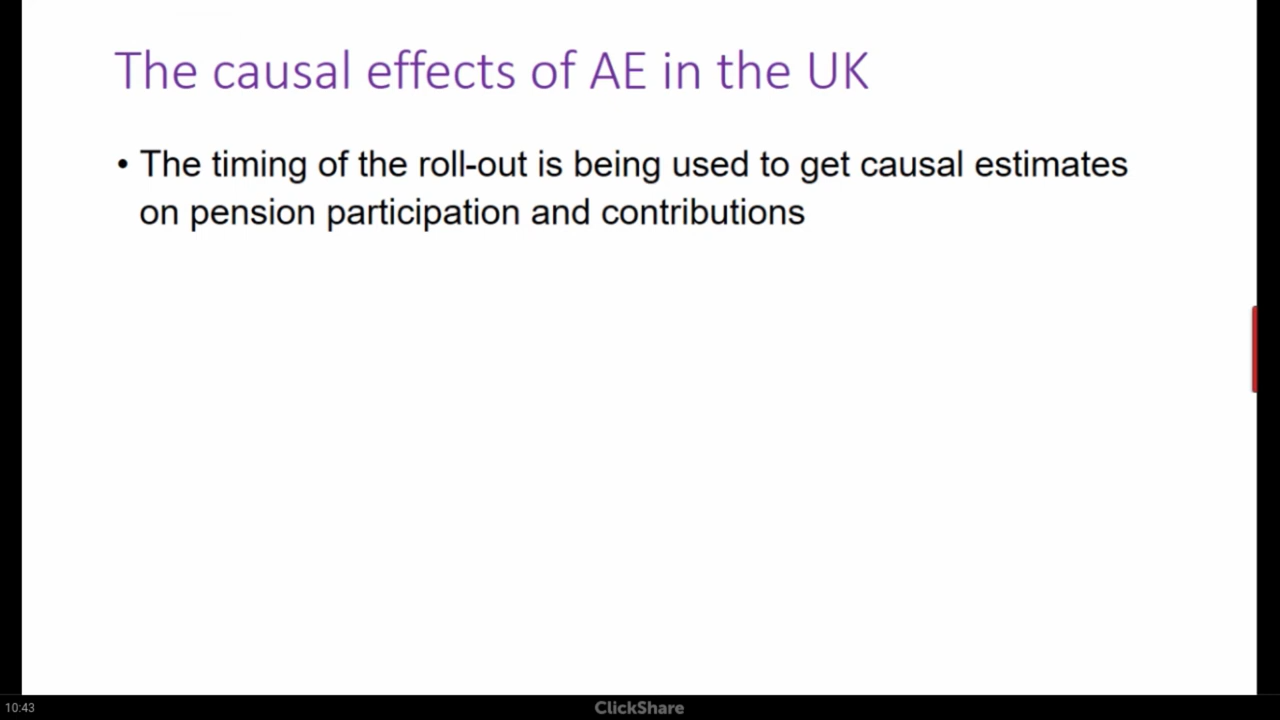 The causal effects of AE in the UK
• The timing of the roll-out is being used to get causal estimates
on pension participation and contributions
10:43
ClickShare